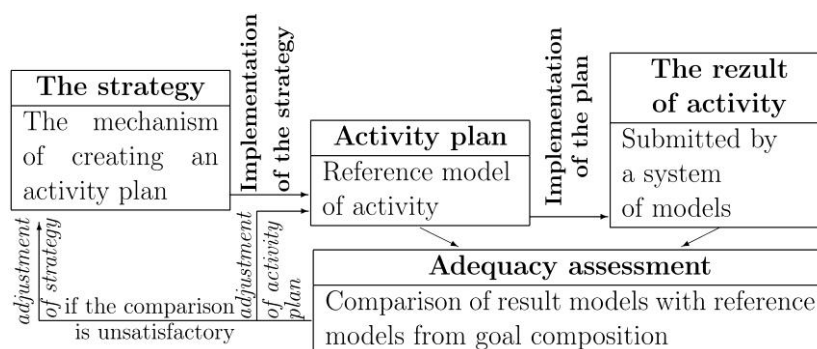 The strategy
The mechanism
of creating an
activity plan
Implementation
of the strategy
Activity plan
Reference model
of activity
Implementation
of the plan
The rezult
of activity
Submitted by
a system
of models
adjustment
of strategy
if the comparison
is unsatisfactory
adjustment
of activity
plan
Adequacy assessment
Comparison of result models with reference
models from goal composition